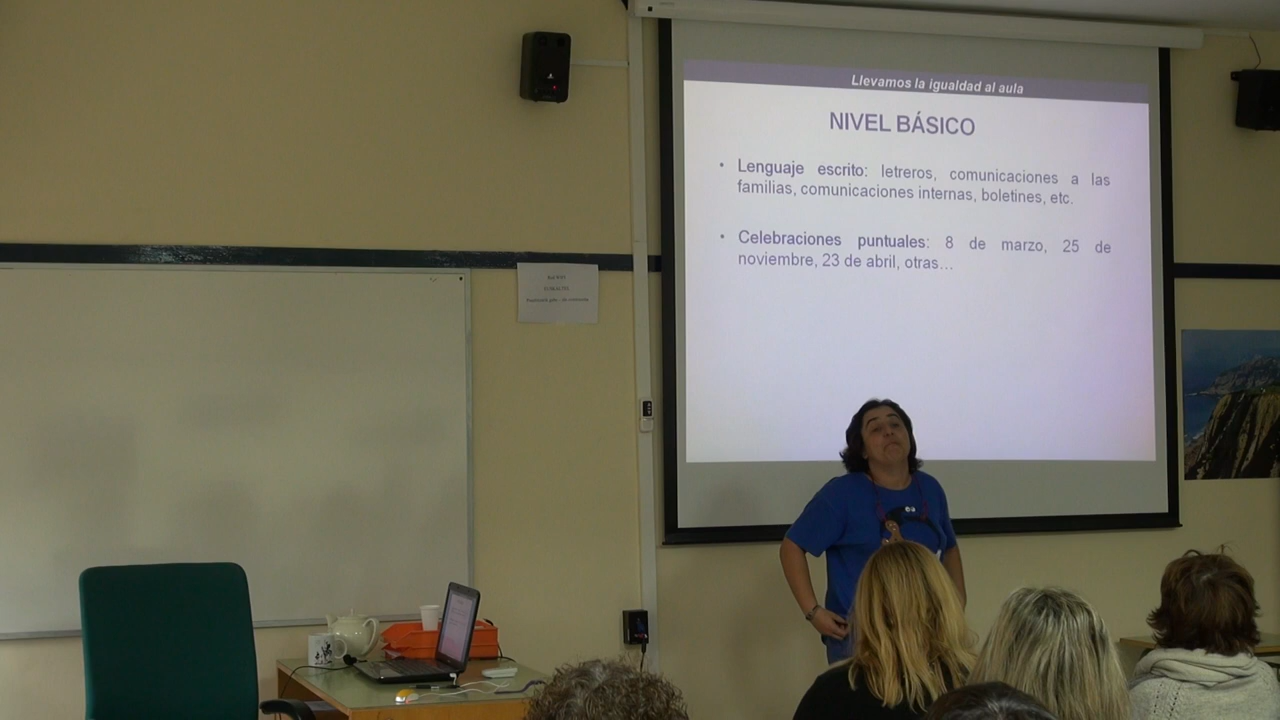 Llevamos la igualdad al aula
NIVEL BÁSICO
• Lenguaje escrito: letreros, comunicaciones a las
familias, comunicaciones internas, boletines, etc.
• Celebraciones puntuales: 8 de marzo, 25 de
noviembre, 23 de abril, otras...